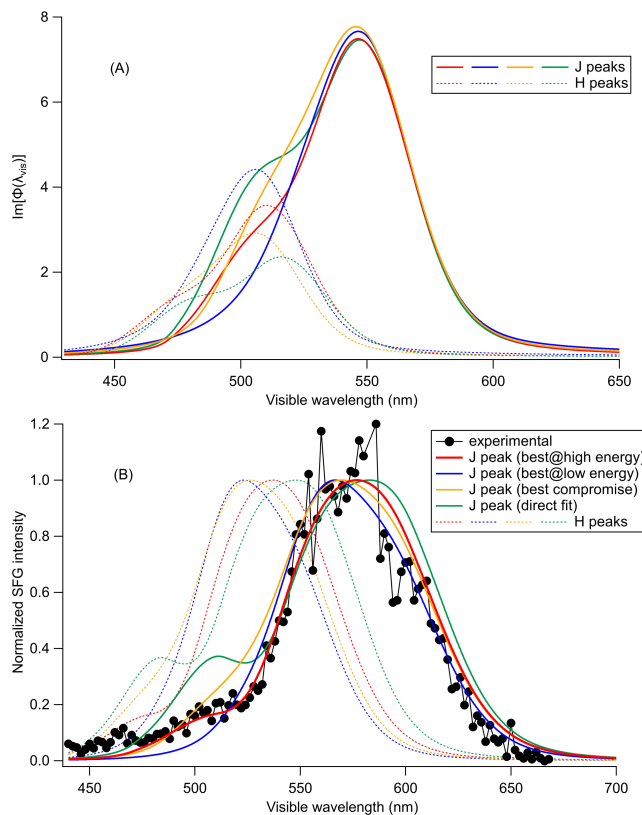 8
6
4
2
0
Im[Φ(λvis)]
(A)
J peaks
H peaks
450 500 550 600 650
Visible wavelength (nm)
1.2
1.0
0.8
0.6
0.4
0.2
0.0
Normalized SFG intensity
(B)
experimental
J peak (best@high energy)
J peak (best@low energy)
J peak (best compromise)
J peak (direct fit)
H peaks
450 500 550 600 650 700
Visible wavelength (nm)